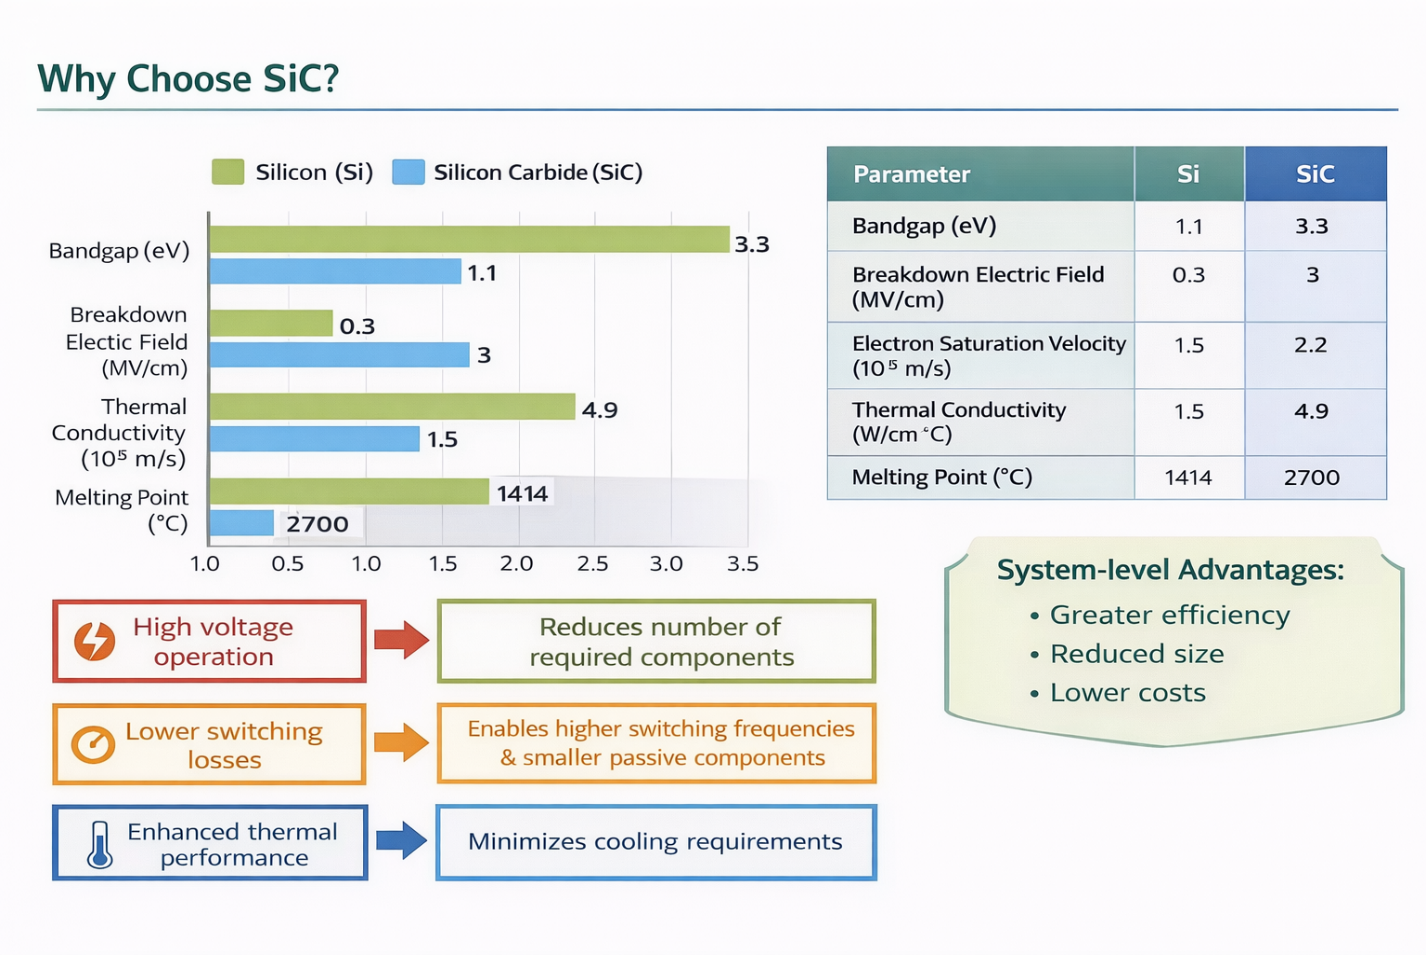 Why Choose SiC?
Silicon (Si)
Silicon Carbide (SiC)
Bandgap (eV)
3.3
1.1
Breakdown
Electic Field
(MV/cm)
0.3
3
Thermal
Conductivity
(10⁵ m/s)
4.9
1.5
Melting Point
(°C)
1414
2700
1.0 0.5 1.0 1.5 2.0 2.5 3.0 3.5
Parameter Si SiC
Bandgap (eV) 1.1 3.3
Breakdown Electric Field 0.3 3
(MV/cm)
Electron Saturation Velocity 1.5 2.2
(10⁵ m/s)
Thermal Conductivity 1.5 4.9
(W/cm °C)
Melting Point (°C) 1414 2700
High voltage
operation
Reduces number of
required components
Lower switching
losses
Enables higher switching frequencies
& smaller passive components
Enhanced thermal
performance
Minimizes cooling requirements
System-level Advantages:
• Greater efficiency
• Reduced size
• Lower costs